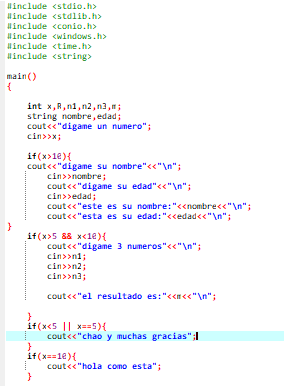 #include <stdio.h>
#include <stdlib.h>
#include <conio.h>
#include <windows.h>
#include <time.h>
#include <string>
main()
{
int x,R,n1,n2,n3,m;
string nombre,edad;
cout<<"digame un numero";
cin>>x;
if(x>10){
cout<<"digame su nombre"<<"\n";
cin>>nombre;
cout<<"digame su edad"<<"\n";
cin>>edad;
cout<<"este es su nombre:"<<nombre<<"\n";
cout<<"esta es su edad:"<<edad<<"\n";
}
if(x>5 && x<10){
cout<<"digame 3 numeros"<<"\n";
cin>>n1;
cin>>n2;
cin>>n3;
cout<<"el resultado es:"<<m<<"\n";
}
if(x<5 || x==5){
cout<<"chao y muchas gracias";
}
if(x==10){
cout<<"hola como esta";
}